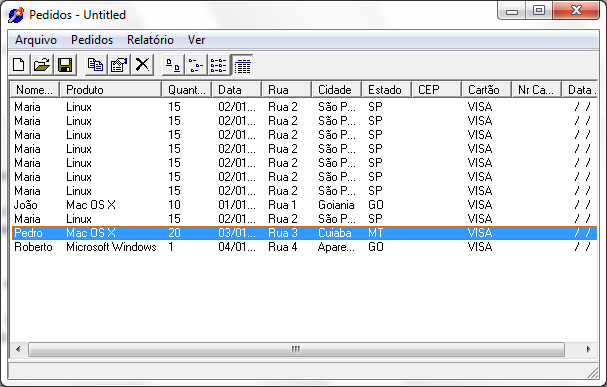 Pedidos - Untitled
Arquivo Pedidos Relatório Ver
Nome... Produto Quant... Data Rua Cidade Estado CEP Cartão Nr Ca... Data .
Maria Linux 15 02/01... Rua 2 São P... SP VISA / /
Maria Linux 15 02/01... Rua 2 São P... SP VISA / /
Maria Linux 15 02/01... Rua 2 São P... SP VISA / /
Maria Linux 15 02/01... Rua 2 São P... SP VISA / /
Maria Linux 15 02/01... Rua 2 São P... SP VISA / /
Maria Linux 15 02/01... Rua 2 São P... SP VISA / /
Maria Linux 15 02/01... Rua 2 São P... SP VISA / /
João Mac OS X 10 01/01... Rua 1 Goiania GO VISA / /
Maria Linux 15 02/01... Rua 2 São P... SP VISA / /
Pedro Mac OS X 20 03/01... Rua 3 Cuiaba MT VISA / /
Roberto Microsoft Windows 1 04/01... Rua 4 Apare... GO VISA / /